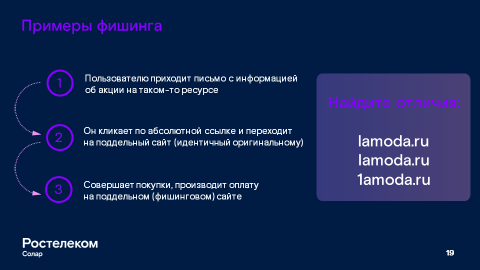 Примеры фишинга
1
Пользователю приходит письмо с информацией
об акции на таком-то ресурсе
2
Он кликает по абсолютной ссылке и переходит
на поддельный сайт (идентичный оригинальному)
3
Совершает покупки, производит оплату
на поддельном (фишинговом) сайте
Найдите отличия:
lamoda.ru
lamoda.ru
1amoda.ru
Ростелеком
Солар
19